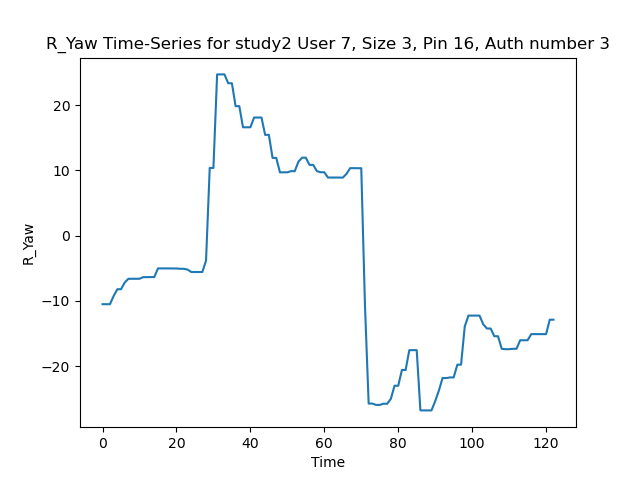 R_Yaw Time-Series for study2 User 7, Size 3, Pin 16, Auth number 3
20
10
0
−10
−20
R_Yaw
0 20 40 60 80 100 120
Time